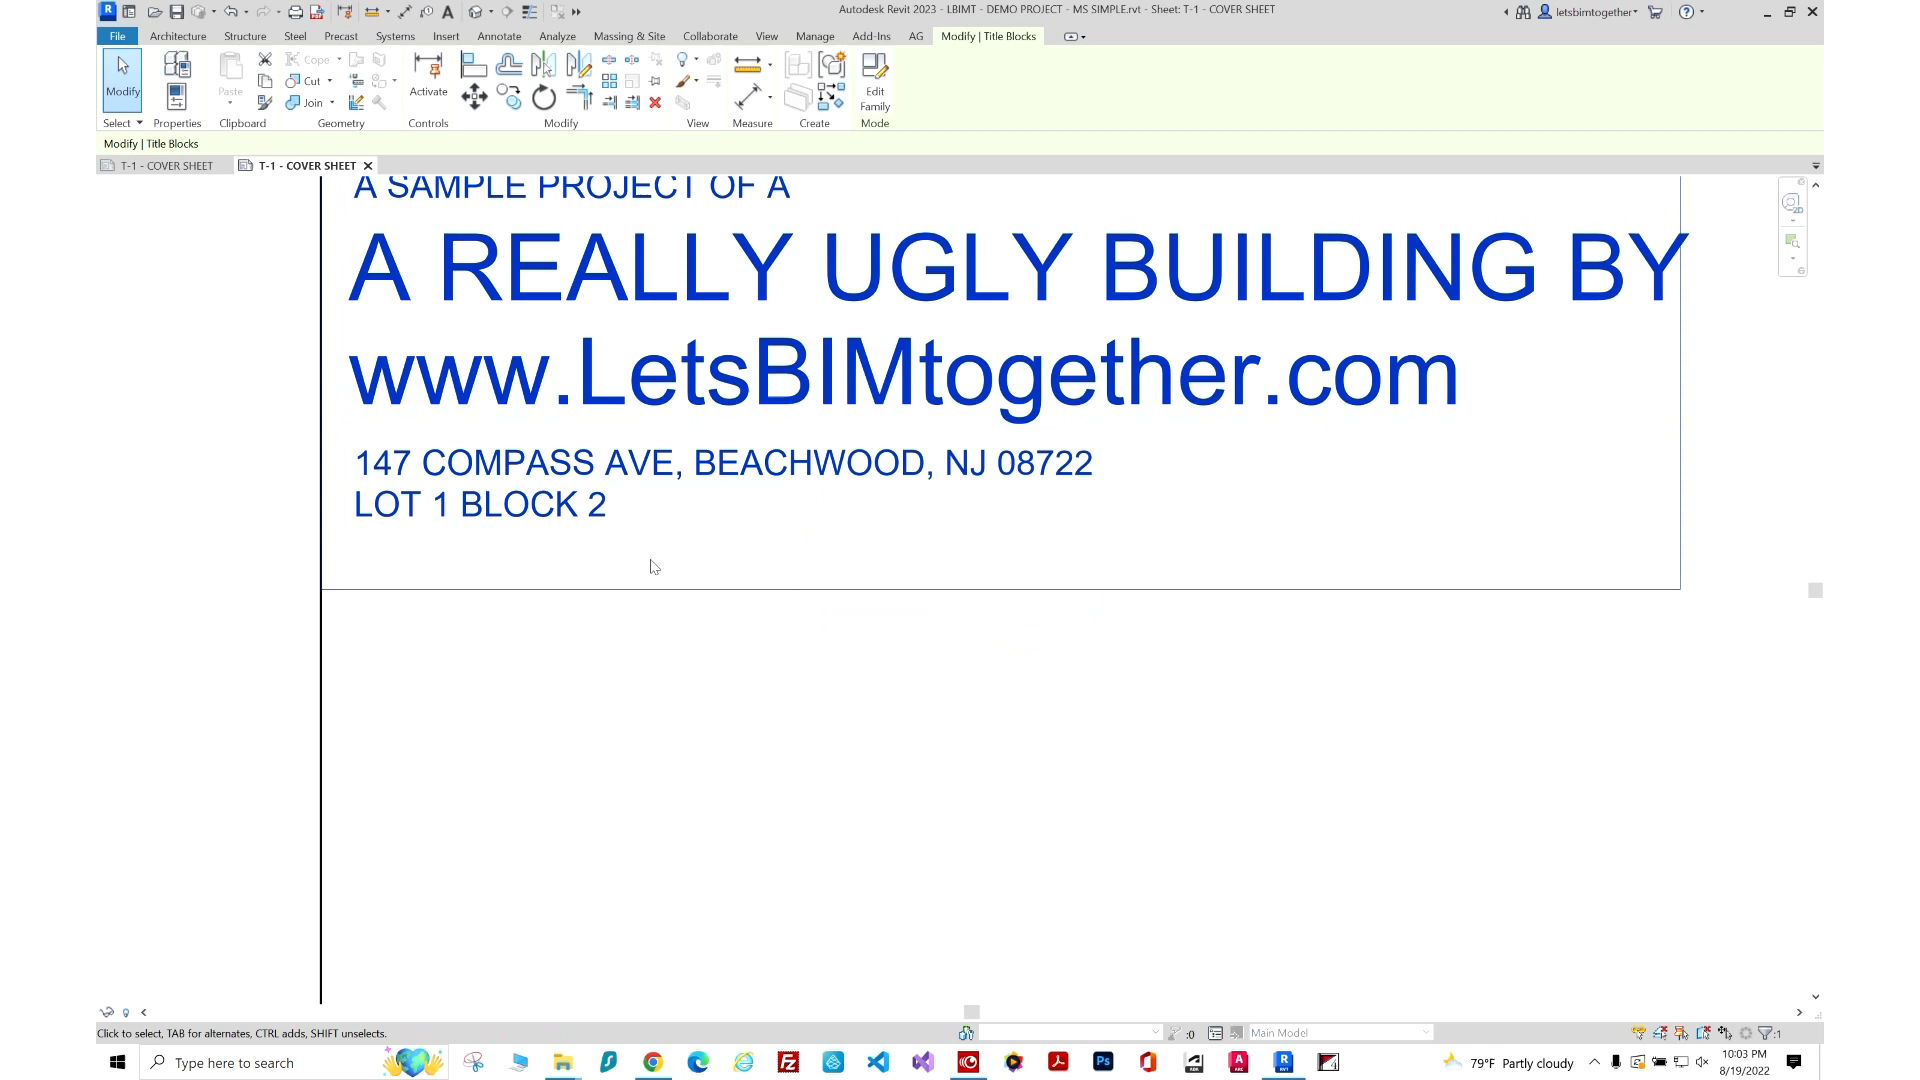 Autodesk Revit 2023 - LBIMT - DEMO PROJECT - MS SIMPLE.rvt - Sheet: T-1 - COVER SHEET
letsbimtogether
File Architecture Structure Steel Precast Systems Insert Annotate Analyze Massing & Site Collaborate View Manage Add-Ins AG Modify | Title Blocks
Modify
Paste
Cope
Cut
Join
Activate
Edit
Family
Select Properties Clipboard Geometry Controls Modify View Measure Create Mode
Modify | Title Blocks
T-1 - COVER SHEET T-1 - COVER SHEET
2D
A SAMPLE PROJECT OF A
A REALLY UGLY BUILDING BY
www.LetsBIMtogether.com
147 COMPASS AVE, BEACHWOOD, NJ 08722
LOT 1 BLOCK 2
Click to select, TAB for alternates, CTRL adds, SHIFT unselects.
:0
Main Model
:1
Type here to search
79°F Partly cloudy
10:03 PM
8/19/2022